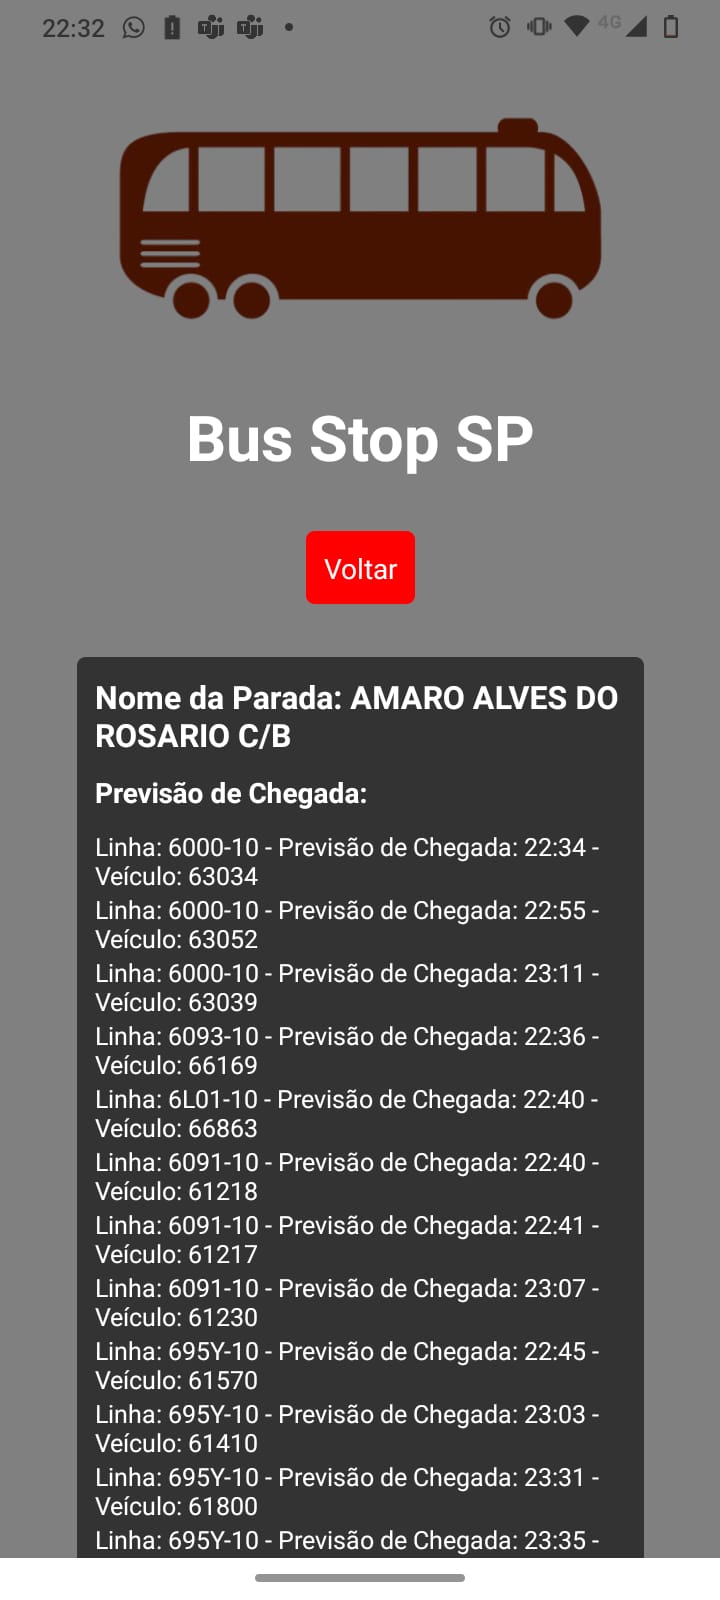 22:32
4G
Bus Stop SP
Voltar
Nome da Parada: AMARO ALVES DO
ROSARIO C/B
Previsão de Chegada:
Linha: 6000-10 - Previsão de Chegada: 22:34 -
Veículo: 63034
Linha: 6000-10 - Previsão de Chegada: 22:55 -
Veículo: 63052
Linha: 6000-10 - Previsão de Chegada: 23:11 -
Veículo: 63039
Linha: 6093-10 - Previsão de Chegada: 22:36 -
Veículo: 66169
Linha: 6L01-10 - Previsão de Chegada: 22:40 -
Veículo: 66863
Linha: 6091-10 - Previsão de Chegada: 22:40 -
Veículo: 61218
Linha: 6091-10 - Previsão de Chegada: 22:41 -
Veículo: 61217
Linha: 6091-10 - Previsão de Chegada: 23:07 -
Veículo: 61230
Linha: 695Y-10 - Previsão de Chegada: 22:45 -
Veículo: 61570
Linha: 695Y-10 - Previsão de Chegada: 23:03 -
Veículo: 61410
Linha: 695Y-10 - Previsão de Chegada: 23:31 -
Veículo: 61800
Linha: 695Y-10 - Previsão de Chegada: 23:35 -